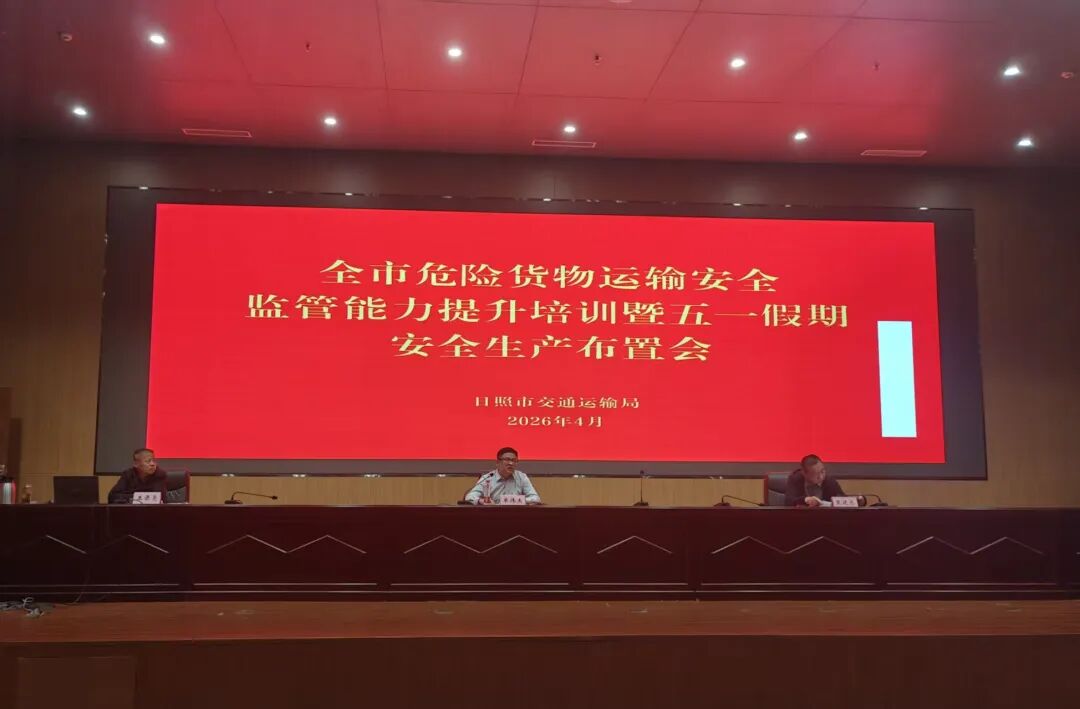 全市危险货物运输安全
监管能力提升培训暨五一假期
安全生产布置会
日照市交通运输局
2026年4月